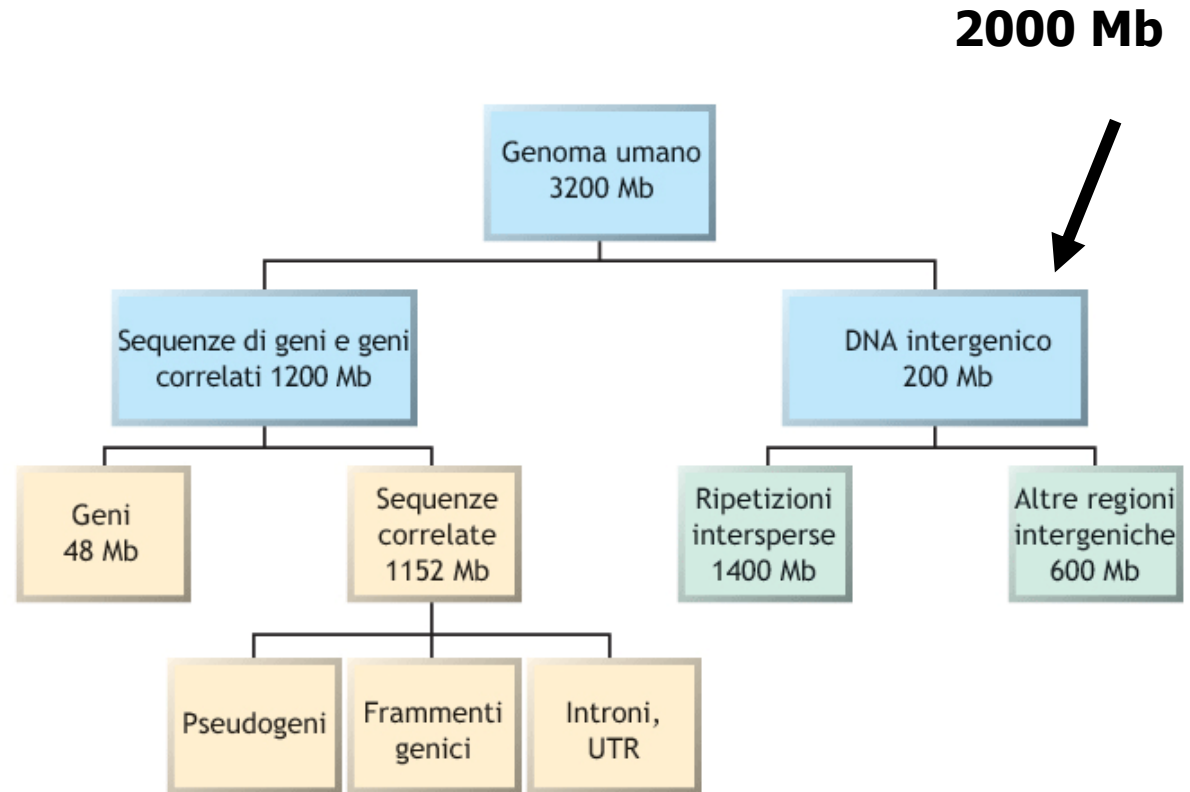 2000 Mb
Genoma umano
3200 Mb
Sequenze di geni e geni
correlati 1200 Mb
DNA intergenico
200 Mb
Geni
48 Mb
Sequenze
correlate
1152 Mb
Ripetizioni
intersperse
1400 Mb
Altre regioni
intergeniche
600 Mb
Pseudogeni
Frammenti
genici
Introni,
UTR